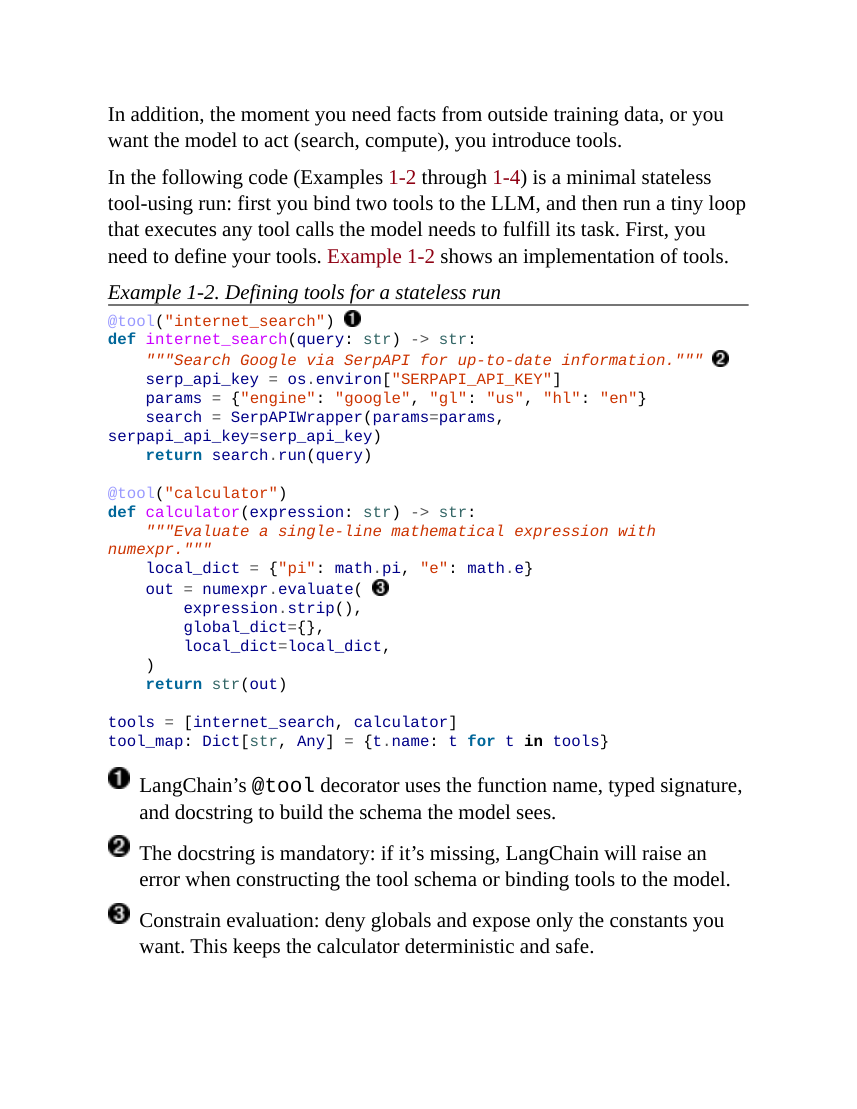 In addition, the moment you need facts from outside training data, or you
want the model to act (search, compute), you introduce tools.
In the following code (Examples 1-2 through 1-4) is a minimal stateless
tool-using run: first you bind two tools to the LLM, and then run a tiny loop
that executes any tool calls the model needs to fulfill its task. First, you
need to define your tools. Example 1-2 shows an implementation of tools.
Example 1-2. Defining tools for a stateless run
@tool("internet_search") ❶
def internet_search(query: str) -> str:
    """Search Google via SerpAPI for up-to-date information.""" ❷
    serp_api_key = os.environ["SERPAPI_API_KEY"]
    params = {"engine": "google", "gl": "us", "hl": "en"}
    search = SerpAPIWrapper(params=params,
serpapi_api_key=serp_api_key)
    return search.run(query)
@tool("calculator")
def calculator(expression: str) -> str:
    """Evaluate a single-line mathematical expression with
numexpr."""
    local_dict = {"pi": math.pi, "e": math.e}
    out = numexpr.evaluate( ❸
        expression.strip(),
        global_dict={},
        local_dict=local_dict,
    )
    return str(out)
tools = [internet_search, calculator]
tool_map: Dict[str, Any] = {t.name: t for t in tools}
❶ LangChain’s @tool decorator uses the function name, typed signature,
and docstring to build the schema the model sees.
❷ The docstring is mandatory: if it’s missing, LangChain will raise an
error when constructing the tool schema or binding tools to the model.
❸ Constrain evaluation: deny globals and expose only the constants you
want. This keeps the calculator deterministic and safe.